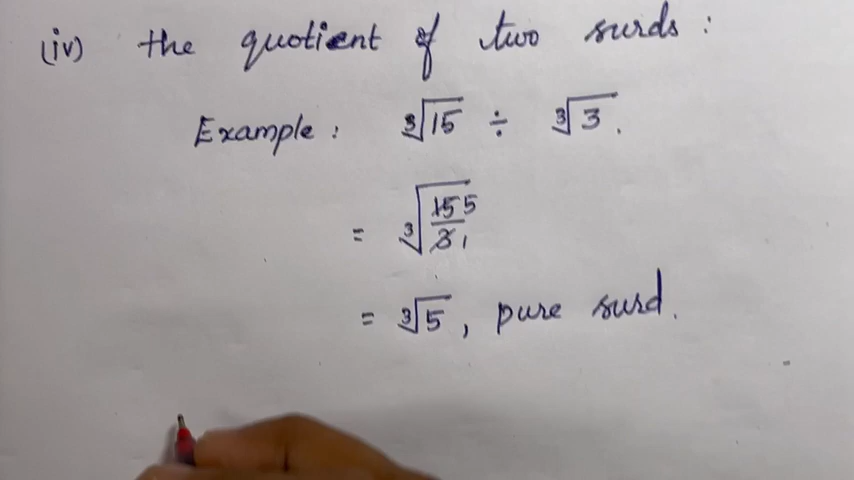 (iv) the quotient of two surds :
Example : ∛15 ÷ ∛3.
= ∛(15̶ 5 / 3̶ 1)
= ∛5, pure surd.